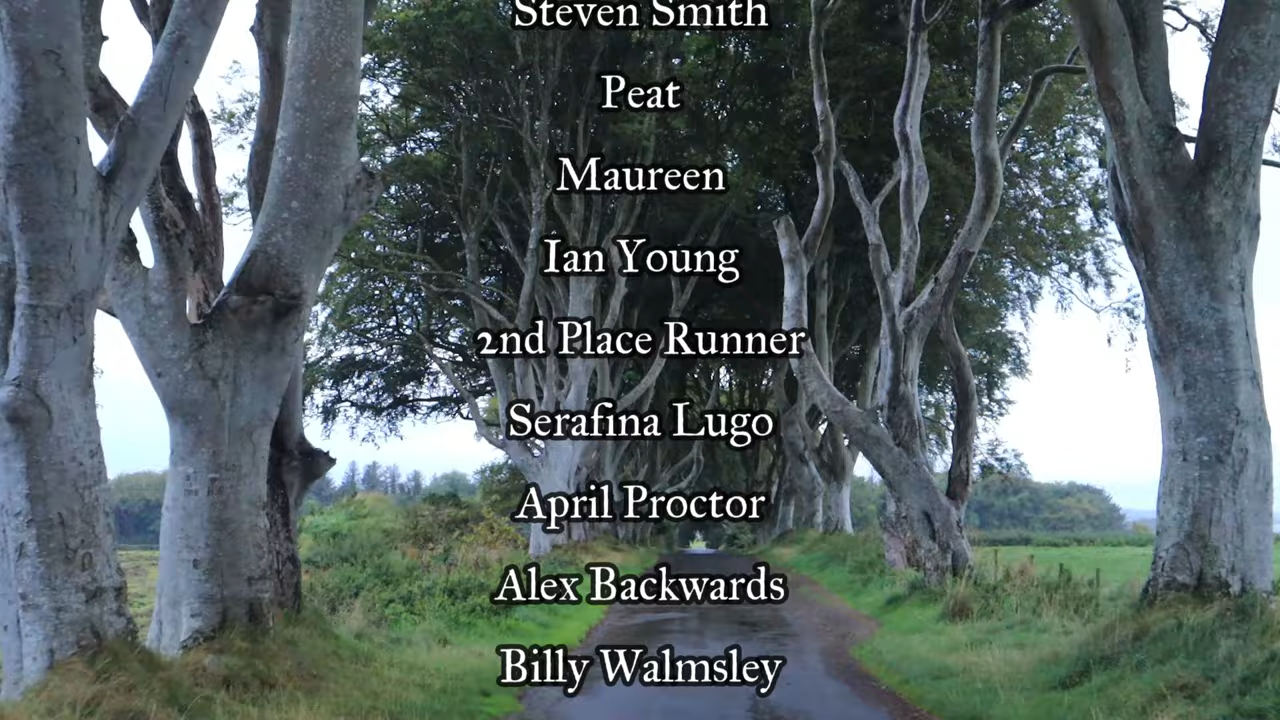 Steven Smith
Peat
Maureen
Ian Young
2nd Place Runner
Serafina Lugo
April Proctor
Alex Backwards
Billy Walmsley